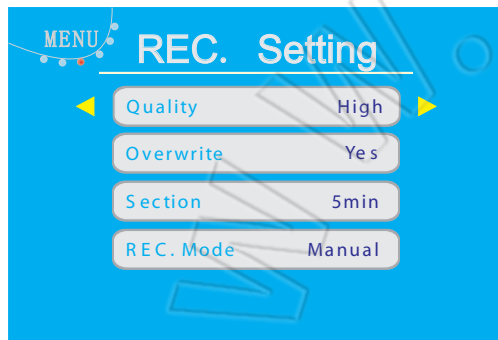 MENU
REC. Setting
Quality High
Overwrite Yes
Section 5min
REC. Mode Manual